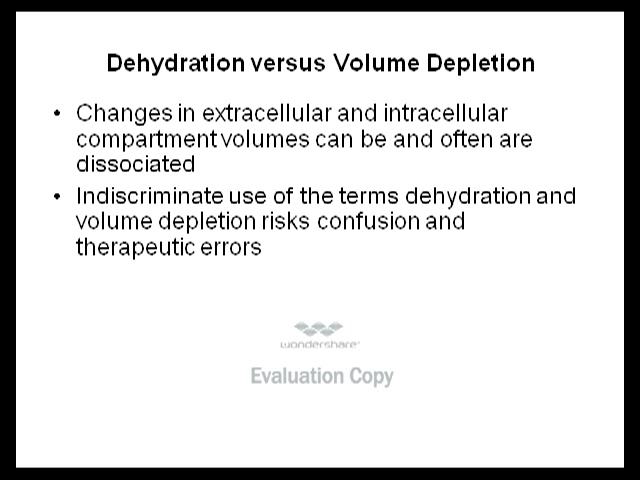 Dehydration versus Volume Depletion
• Changes in extracellular and intracellular
compartment volumes can be and often are
dissociated
• Indiscriminate use of the terms dehydration and
volume depletion risks confusion and
therapeutic errors
wondershare
Evaluation Copy